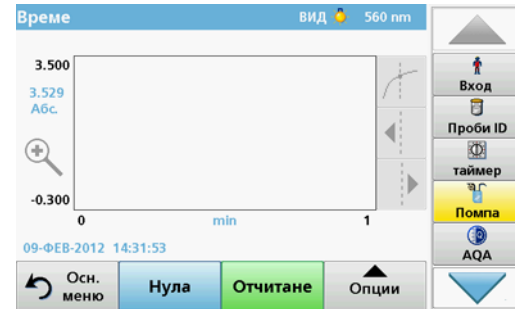 Време
ВИД 560 nm
3.500
3.529
Абс.
-0.300
0 min 1
09-ФЕВ-2012 14:31:53
Осн. меню
Нула
Отчитане
Опции
Вход
Проби ID
таймер
Помпа
AQA